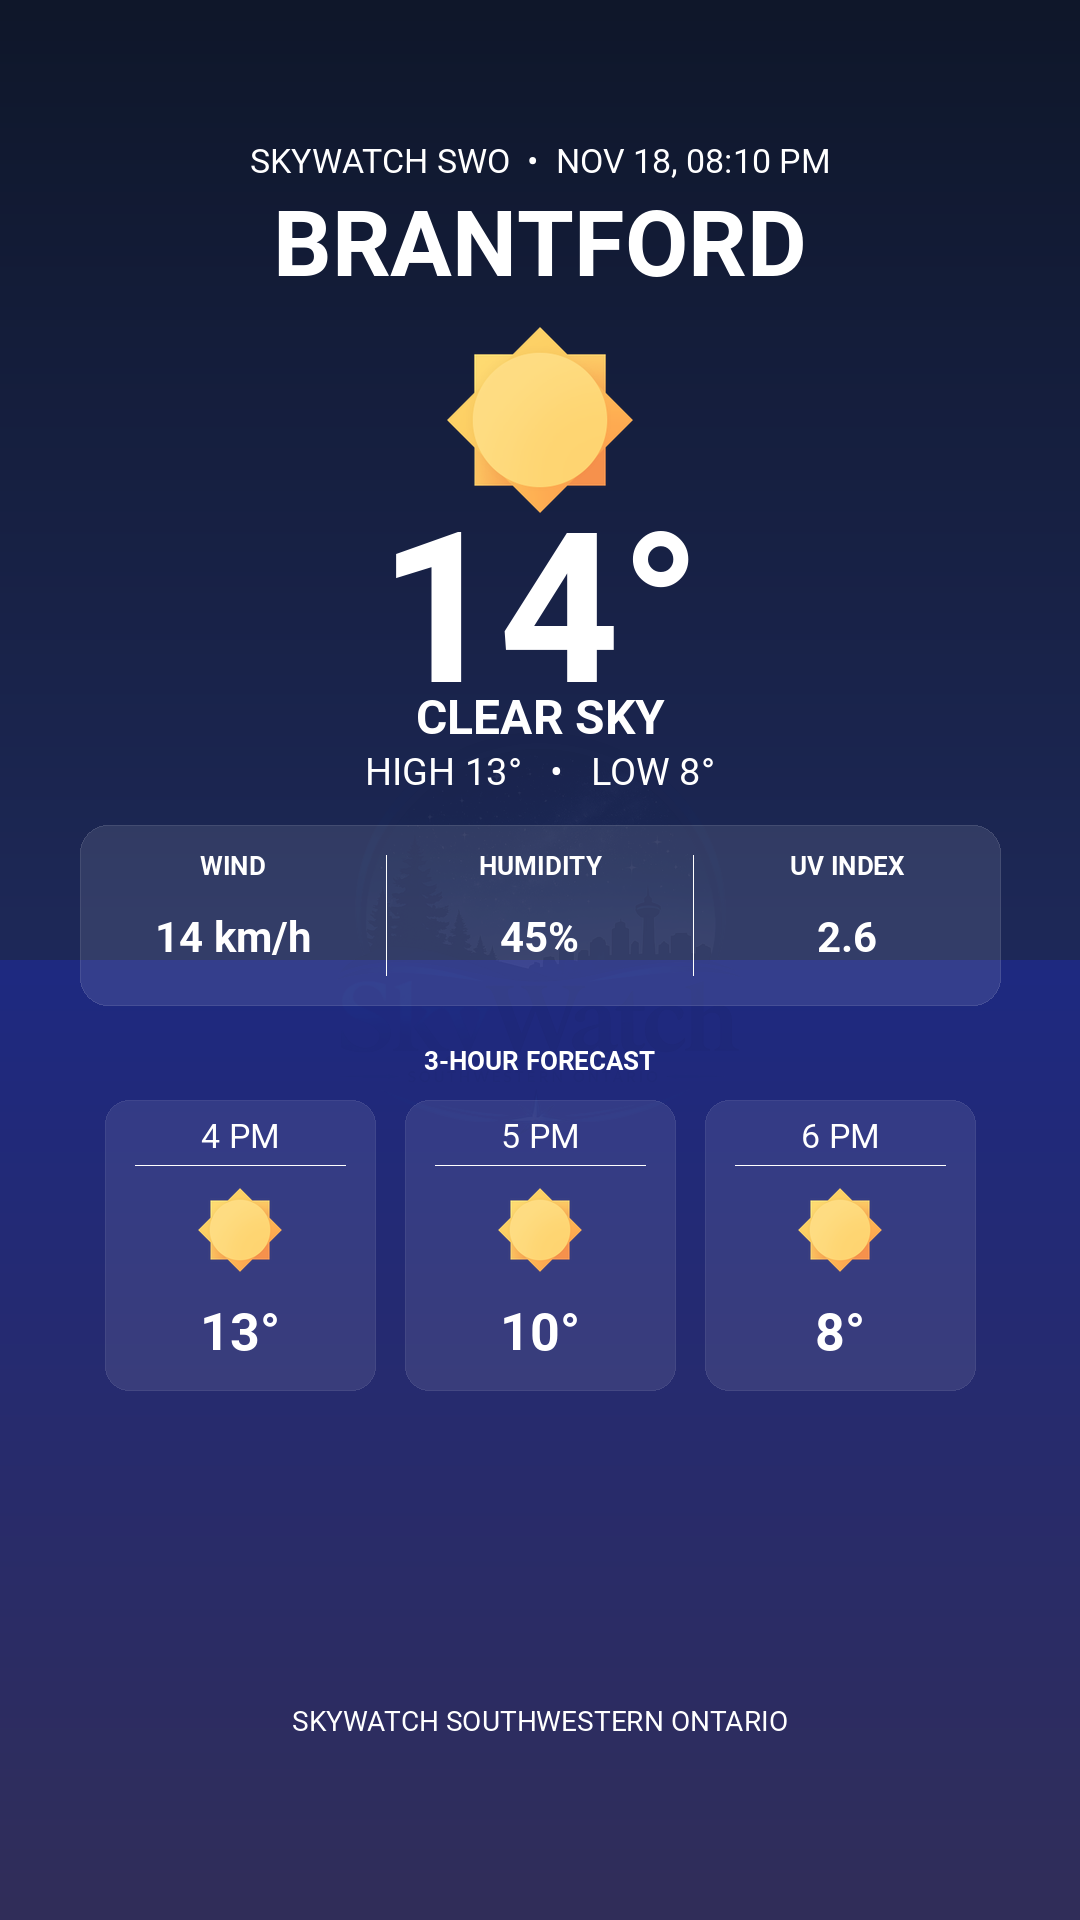 SKYWATCH SWO • NOV 18, 08:10 PM
BRANTFORD
14°
CLEAR SKY
HIGH 13° • LOW 8°
WIND HUMIDITY UV INDEX
14 km/h 45% 2.6
SkyWatch
3-HOUR FORECAST
4 PM 5 PM 6 PM
13° 10° 8°
SKYWATCH SOUTHWESTERN ONTARIO